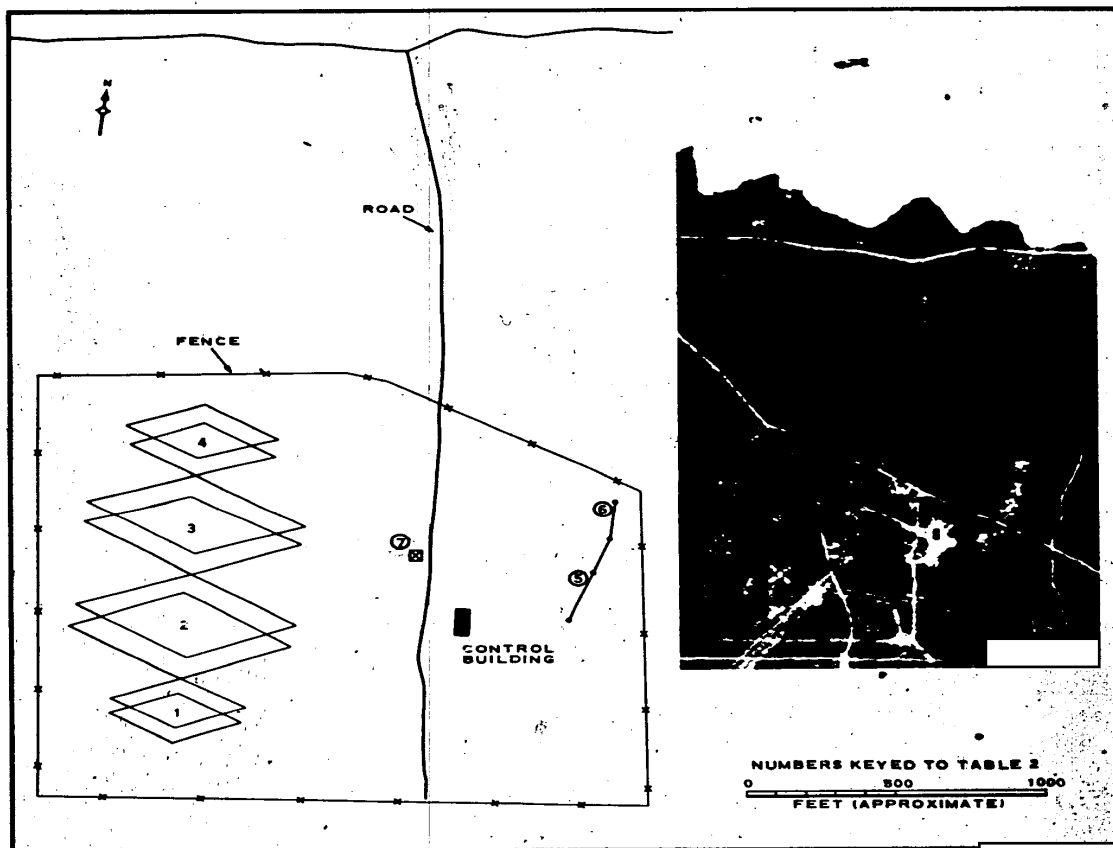 N
ROAD
FENCE
4
3
2
1
7
6
5
CONTROL
BUILDING
NUMBERS KEYED TO TABLE 2
0 500 1000
FEET (APPROXIMATE)